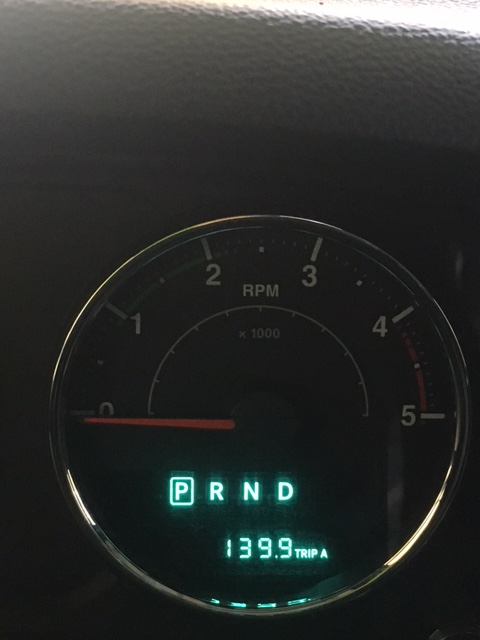 2 3
RPM
1 × 1000 4
0 5
P R N D
139.9 TRIP A